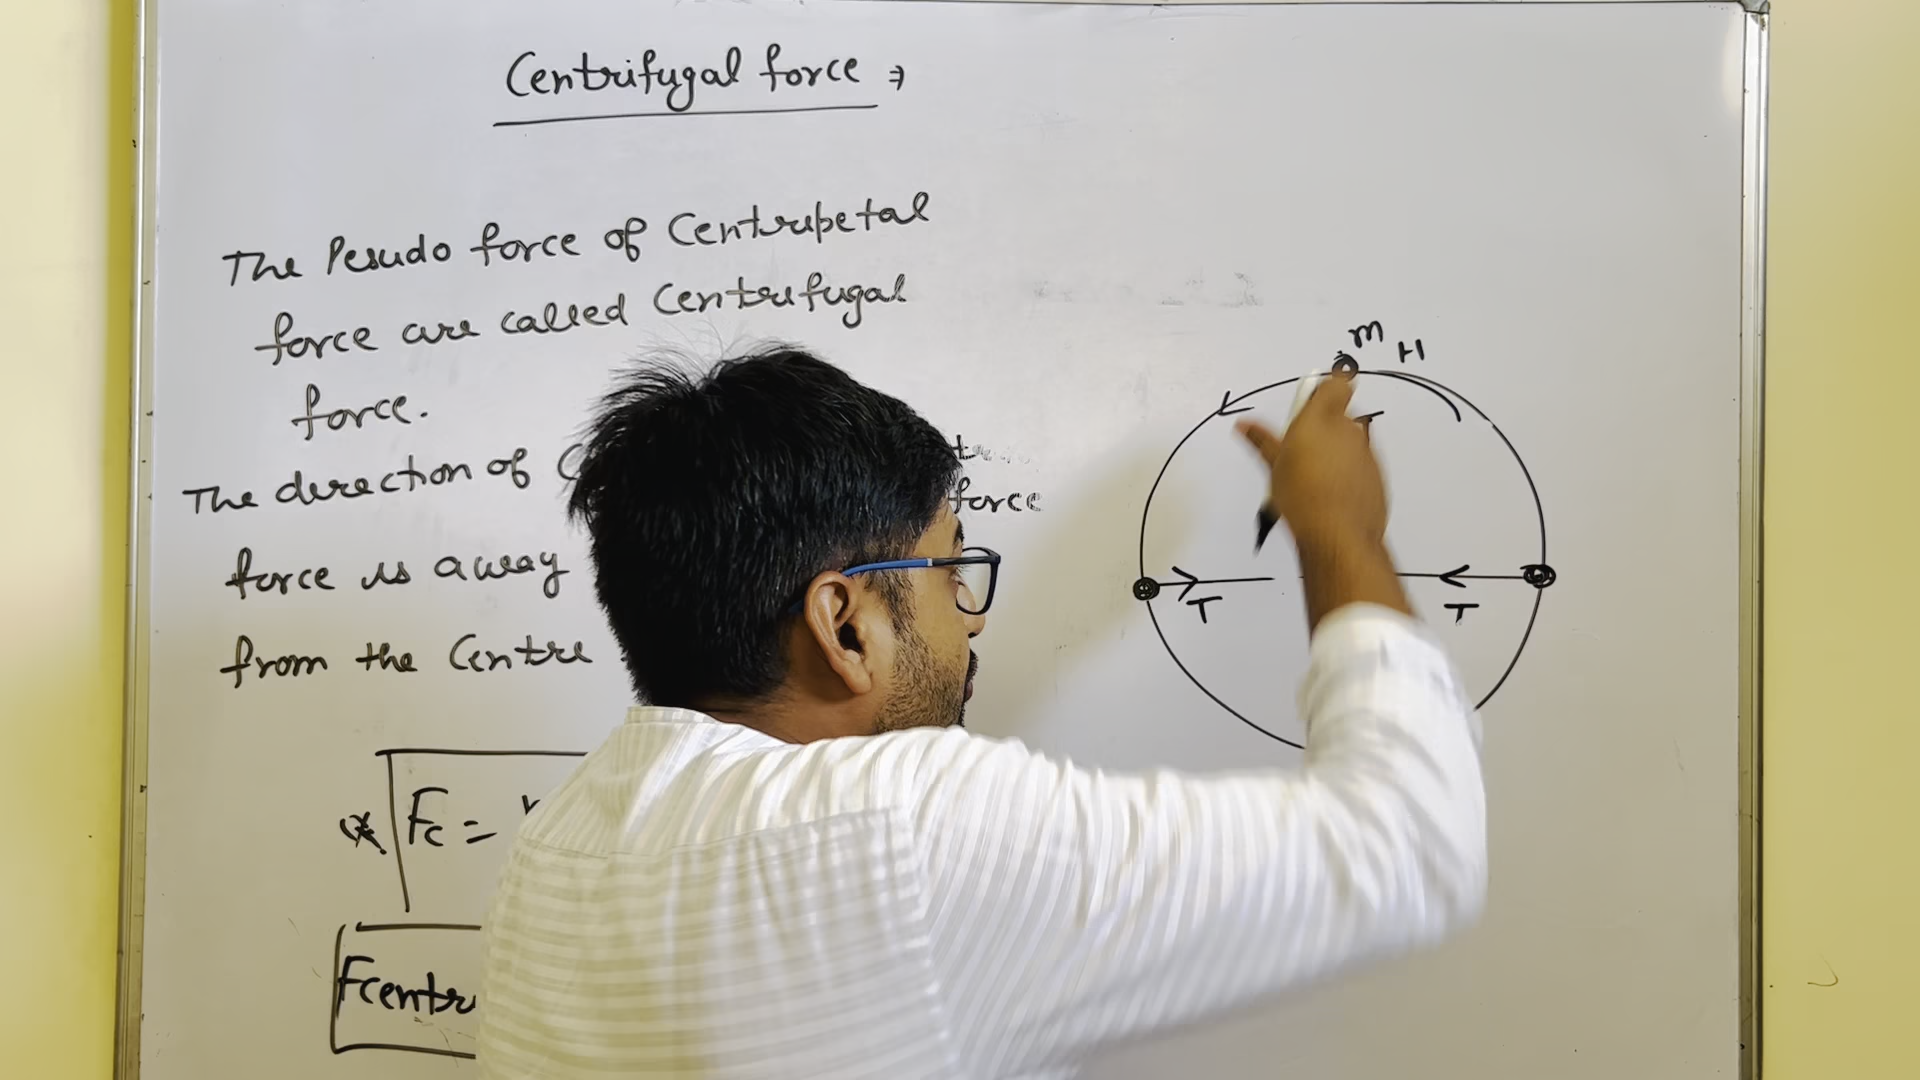 Centrifugal force ⇒
The Pesudo force of Centripetal
force are called Centrifugal
force.
The direction of
force
force is away
from the Centre
* Fc =
Fcentr
m H
T
T T